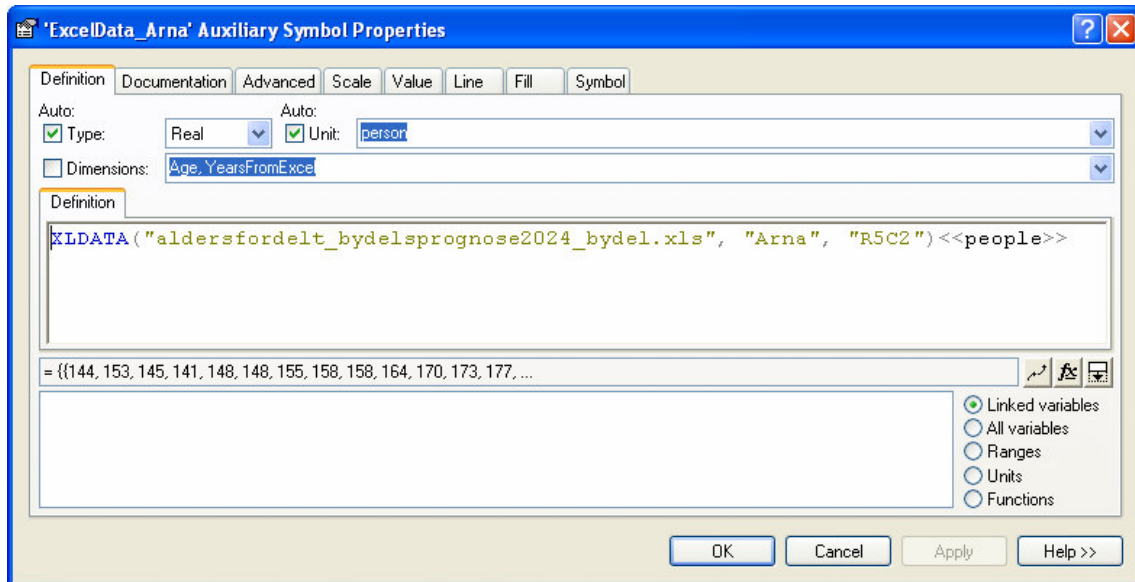 'ExcelData_Arna' Auxiliary Symbol Properties
Definition Documentation Advanced Scale Value Line Fill Symbol
Auto: Auto:
Type: Real Unit: person
Dimensions: Age, YearsFromExcel
Definition
XLDATA("aldersfordelt_bydelsprognose2024_bydel.xls", "Arna", "R5C2")<<people>>
= {{144, 153, 145, 141, 148, 148, 155, 158, 158, 164, 170, 173, 177, ...
Linked variables
All variables
Ranges
Units
Functions
OK Cancel Apply Help >>